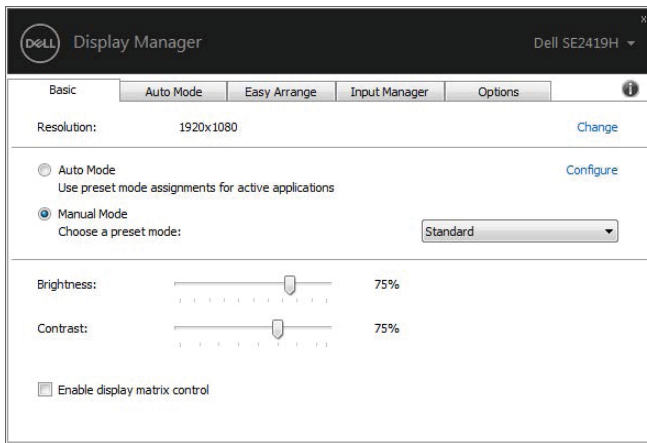 x
DELL Display Manager Dell SE2419H
Basic Auto Mode Easy Arrange Input Manager Options i
Resolution: 1920x1080 Change
Auto Mode Configure
Use preset mode assignments for active applications
Manual Mode
Choose a preset mode: Standard
Brightness: 75%
Contrast: 75%
Enable display matrix control